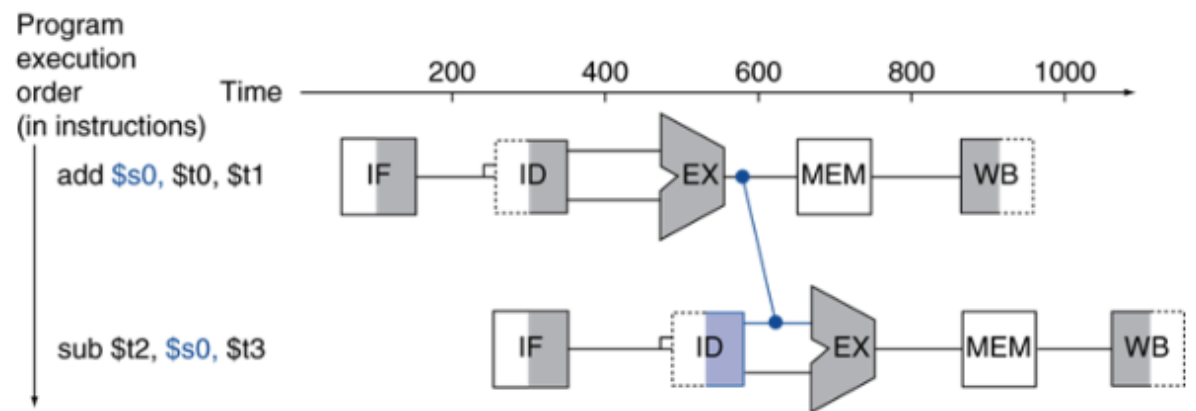 Program
execution
order
(in instructions)
Time
200 400 600 800 1000
add $s0, $t0, $t1
IF ID EX MEM WB
sub $t2, $s0, $t3
IF ID EX MEM WB